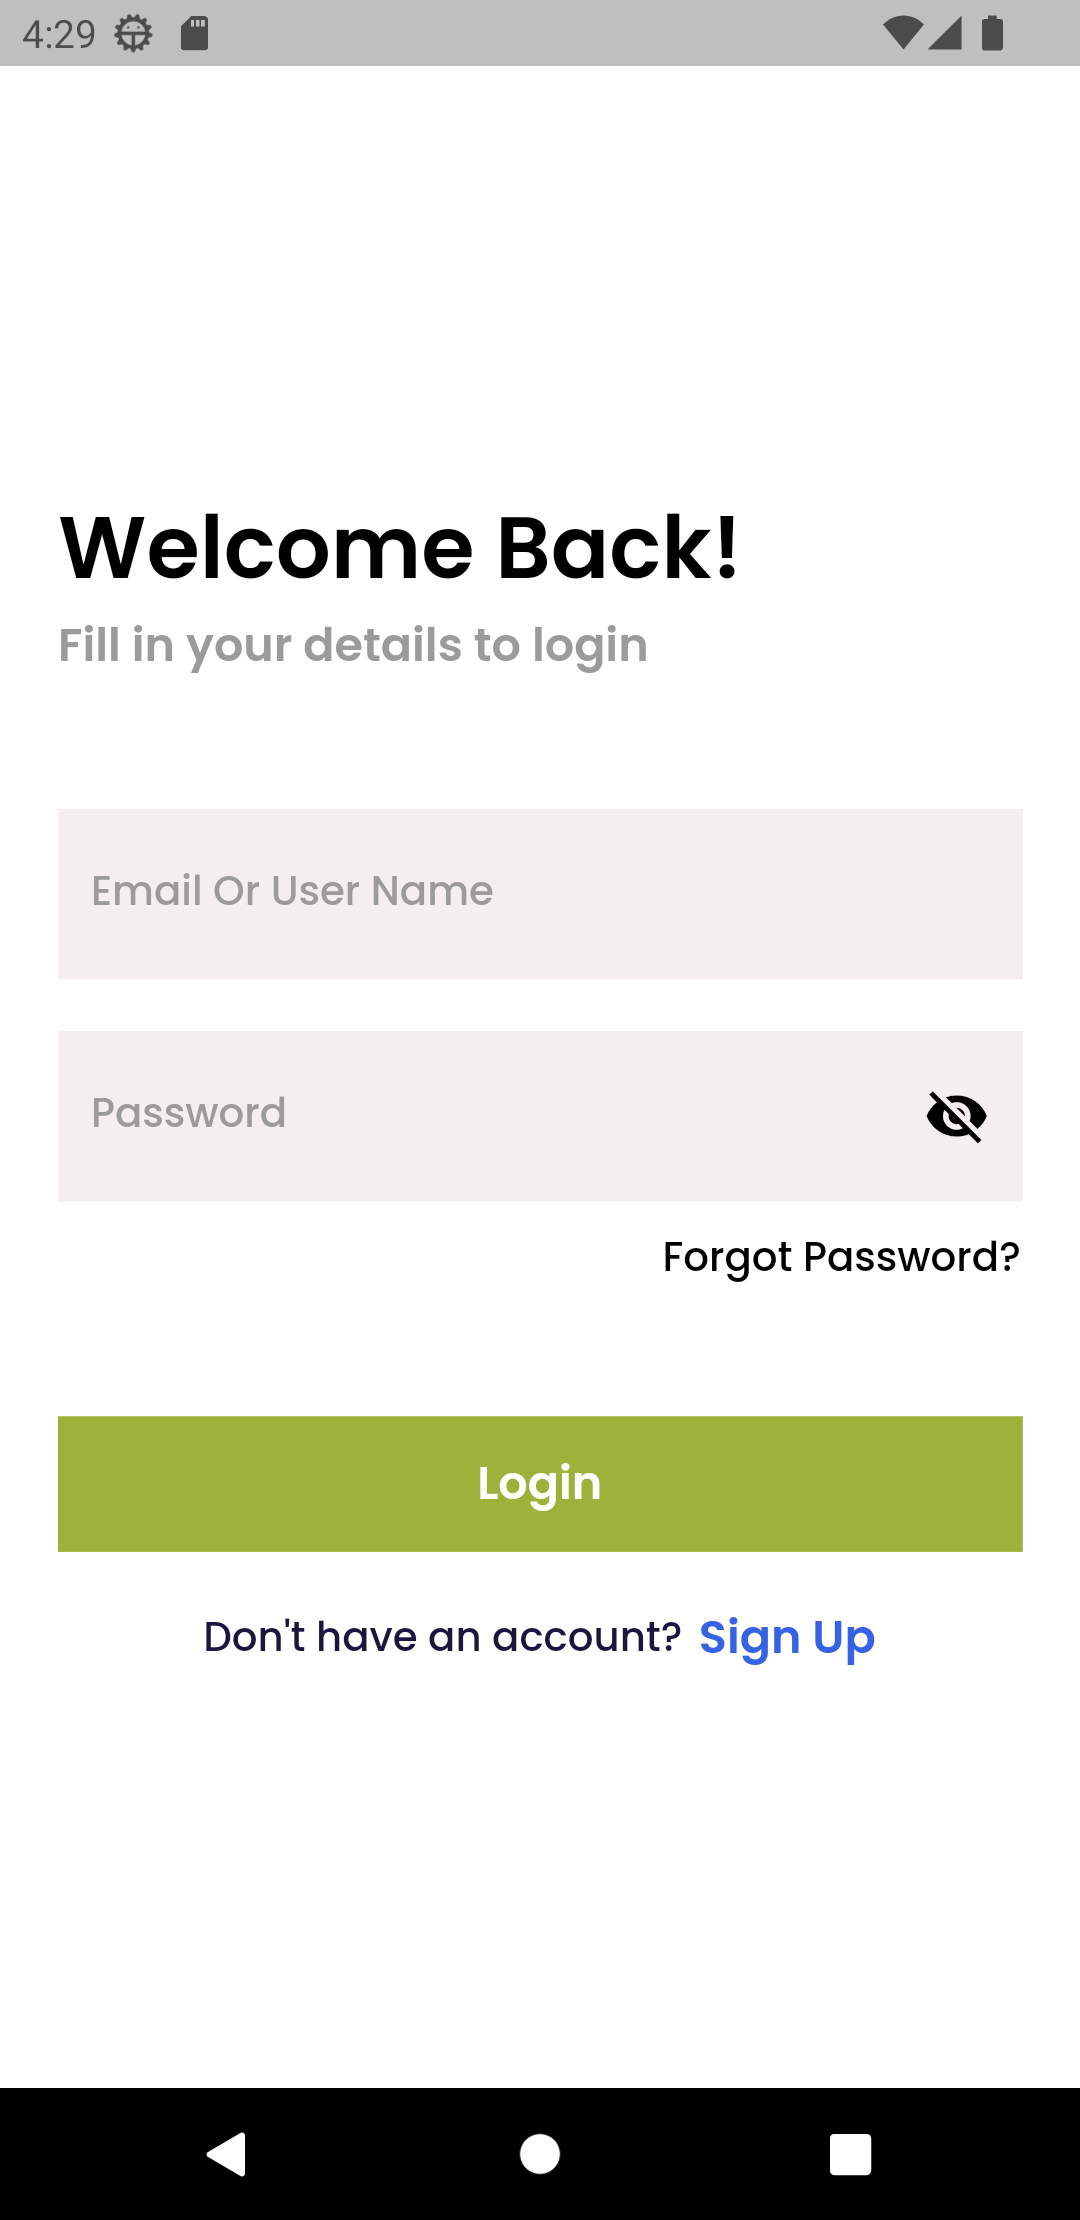 4:29
Welcome Back!
Fill in your details to login
Email Or User Name
Password
Forgot Password?
Login
Don't have an account? Sign Up